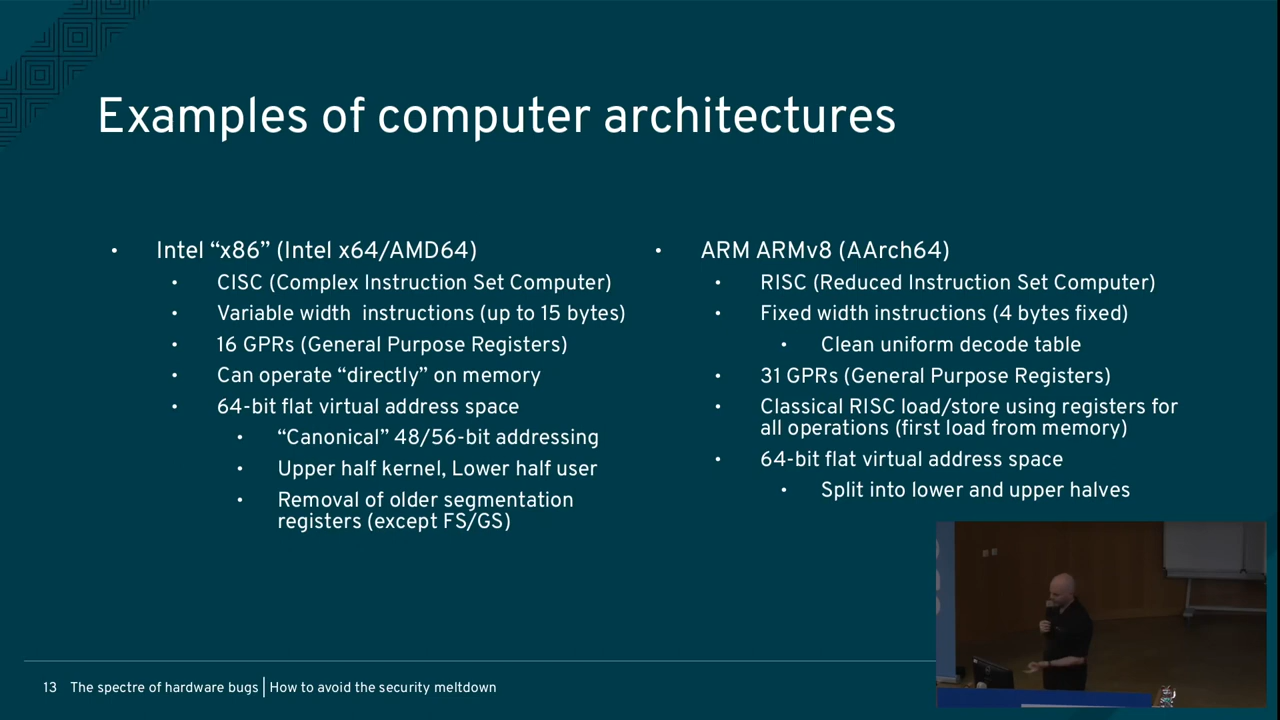 Examples of computer architectures
Intel “x86” (Intel x64/AMD64)
CISC (Complex Instruction Set Computer)
Variable width instructions (up to 15 bytes)
16 GPRs (General Purpose Registers)
Can operate “directly” on memory
64-bit flat virtual address space
“Canonical” 48/56-bit addressing
Upper half kernel, Lower half user
Removal of older segmentation
registers (except FS/GS)
ARM ARMv8 (AArch64)
RISC (Reduced Instruction Set Computer)
Fixed width instructions (4 bytes fixed)
Clean uniform decode table
31 GPRs (General Purpose Registers)
Classical RISC load/store using registers for
all operations (first load from memory)
64-bit flat virtual address space
Split into lower and upper halves
13 The spectre of hardware bugs | How to avoid the security meltdown